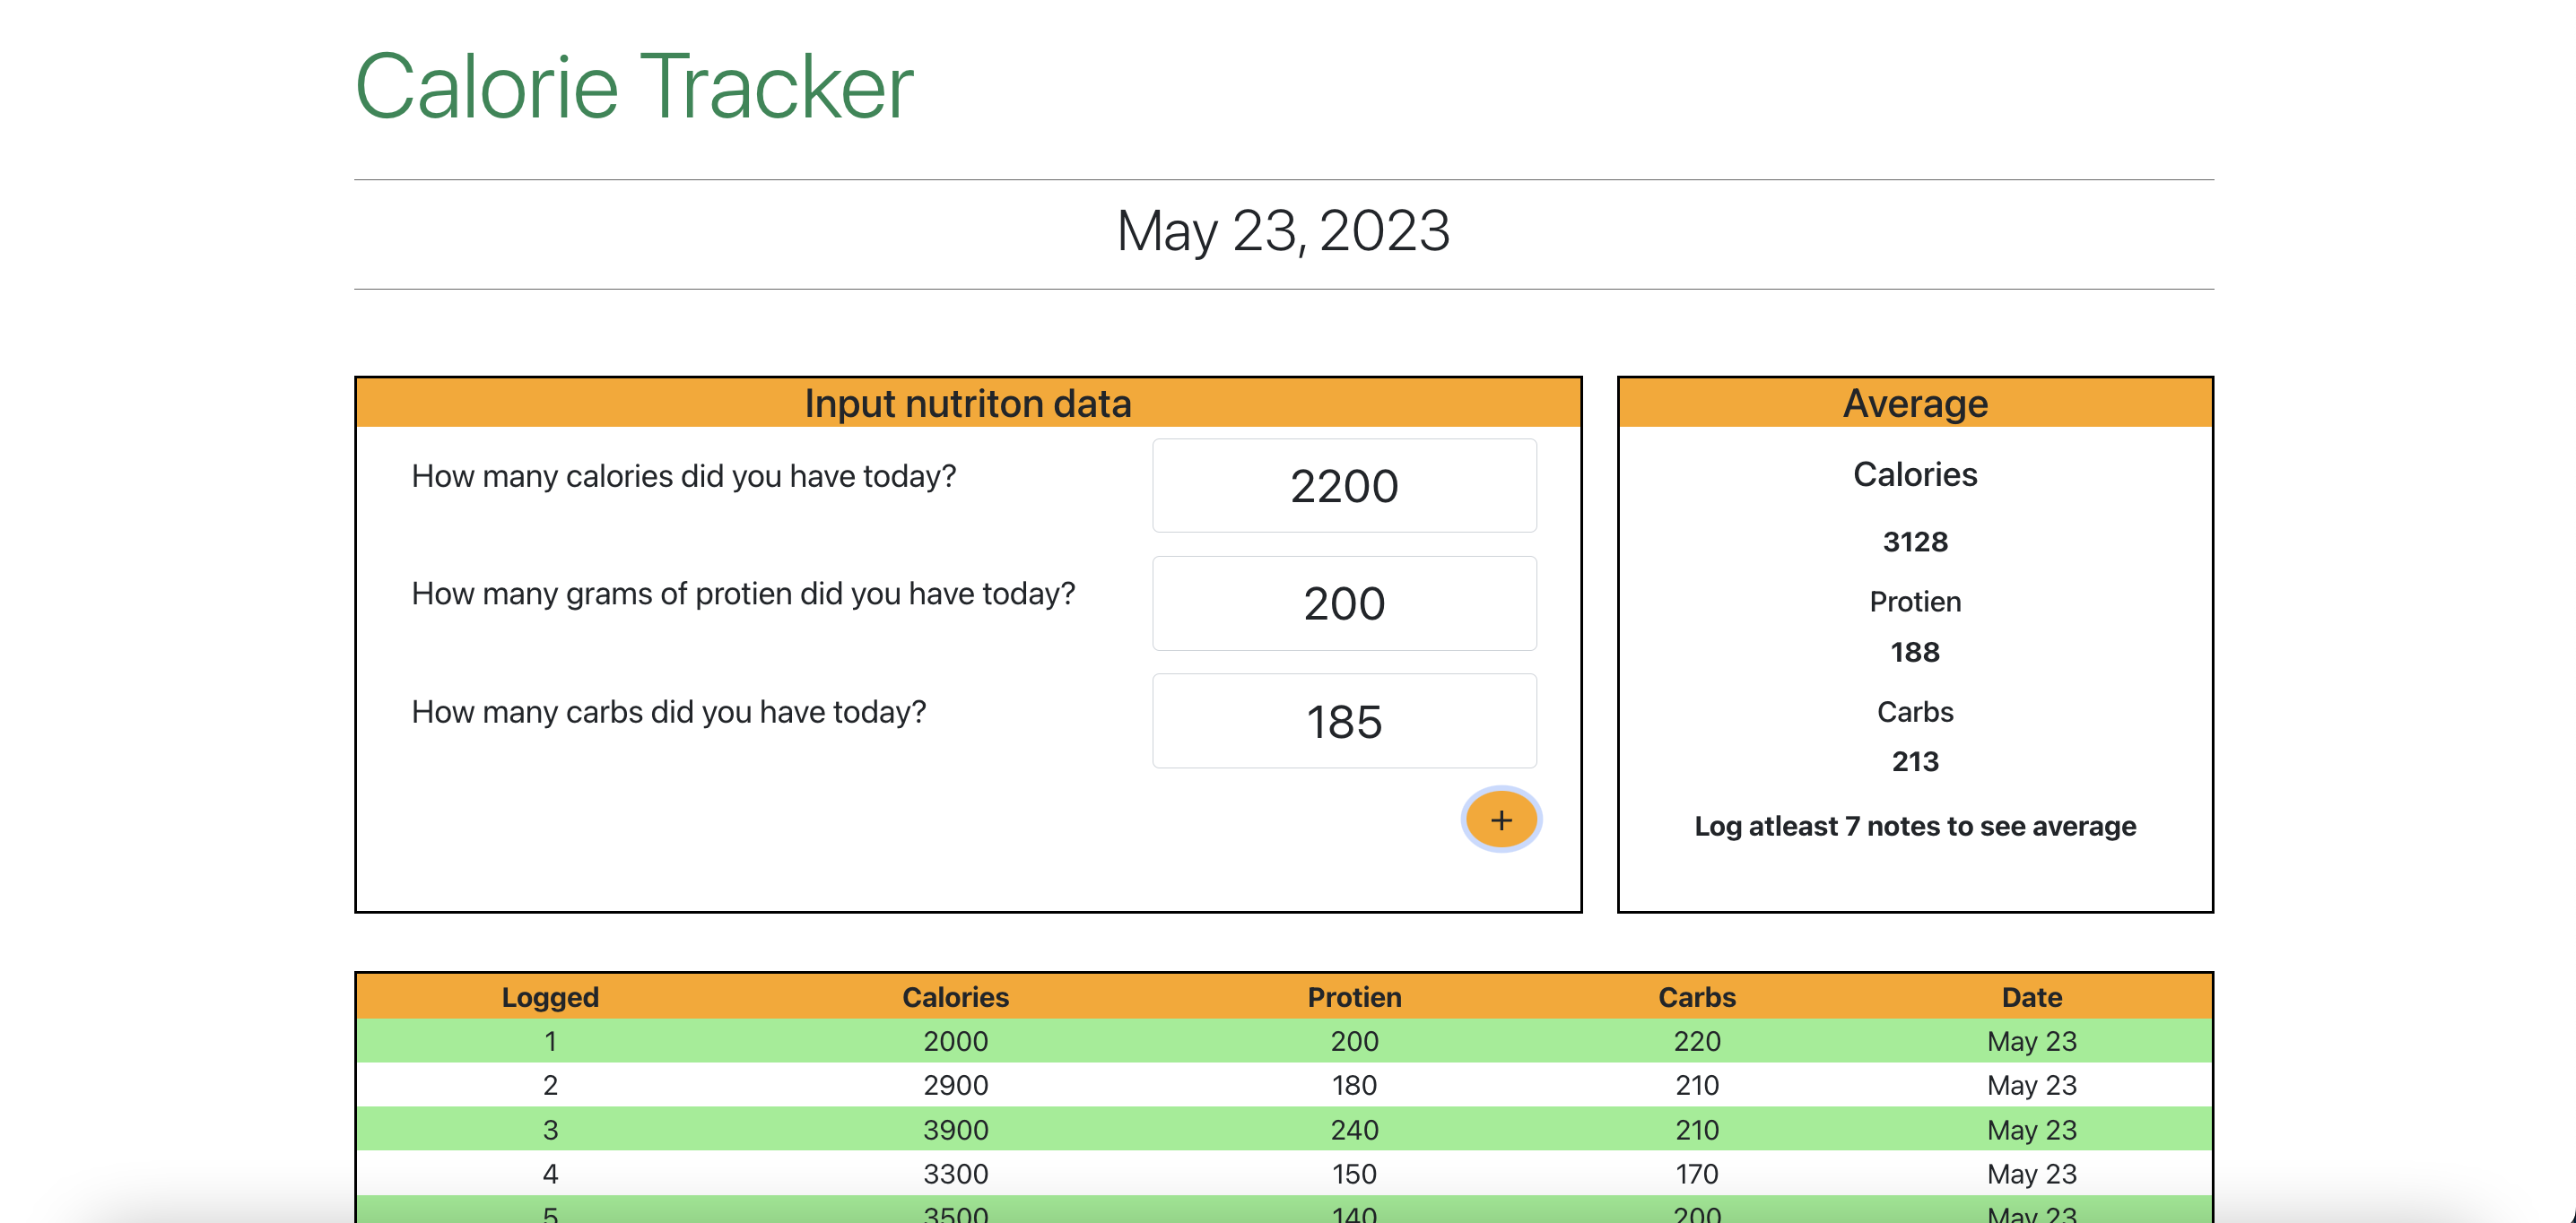 Calorie Tracker
May 23, 2023
Input nutriton data
How many calories did you have today? 2200
How many grams of protien did you have today? 200
How many carbs did you have today? 185
+
Average
Calories
3128
Protien
188
Carbs
213
Log atleast 7 notes to see average
Logged Calories Protien Carbs Date
1 2000 200 220 May 23
2 2900 180 210 May 23
3 3900 240 210 May 23
4 3300 150 170 May 23
5 3500 140 200 May 23